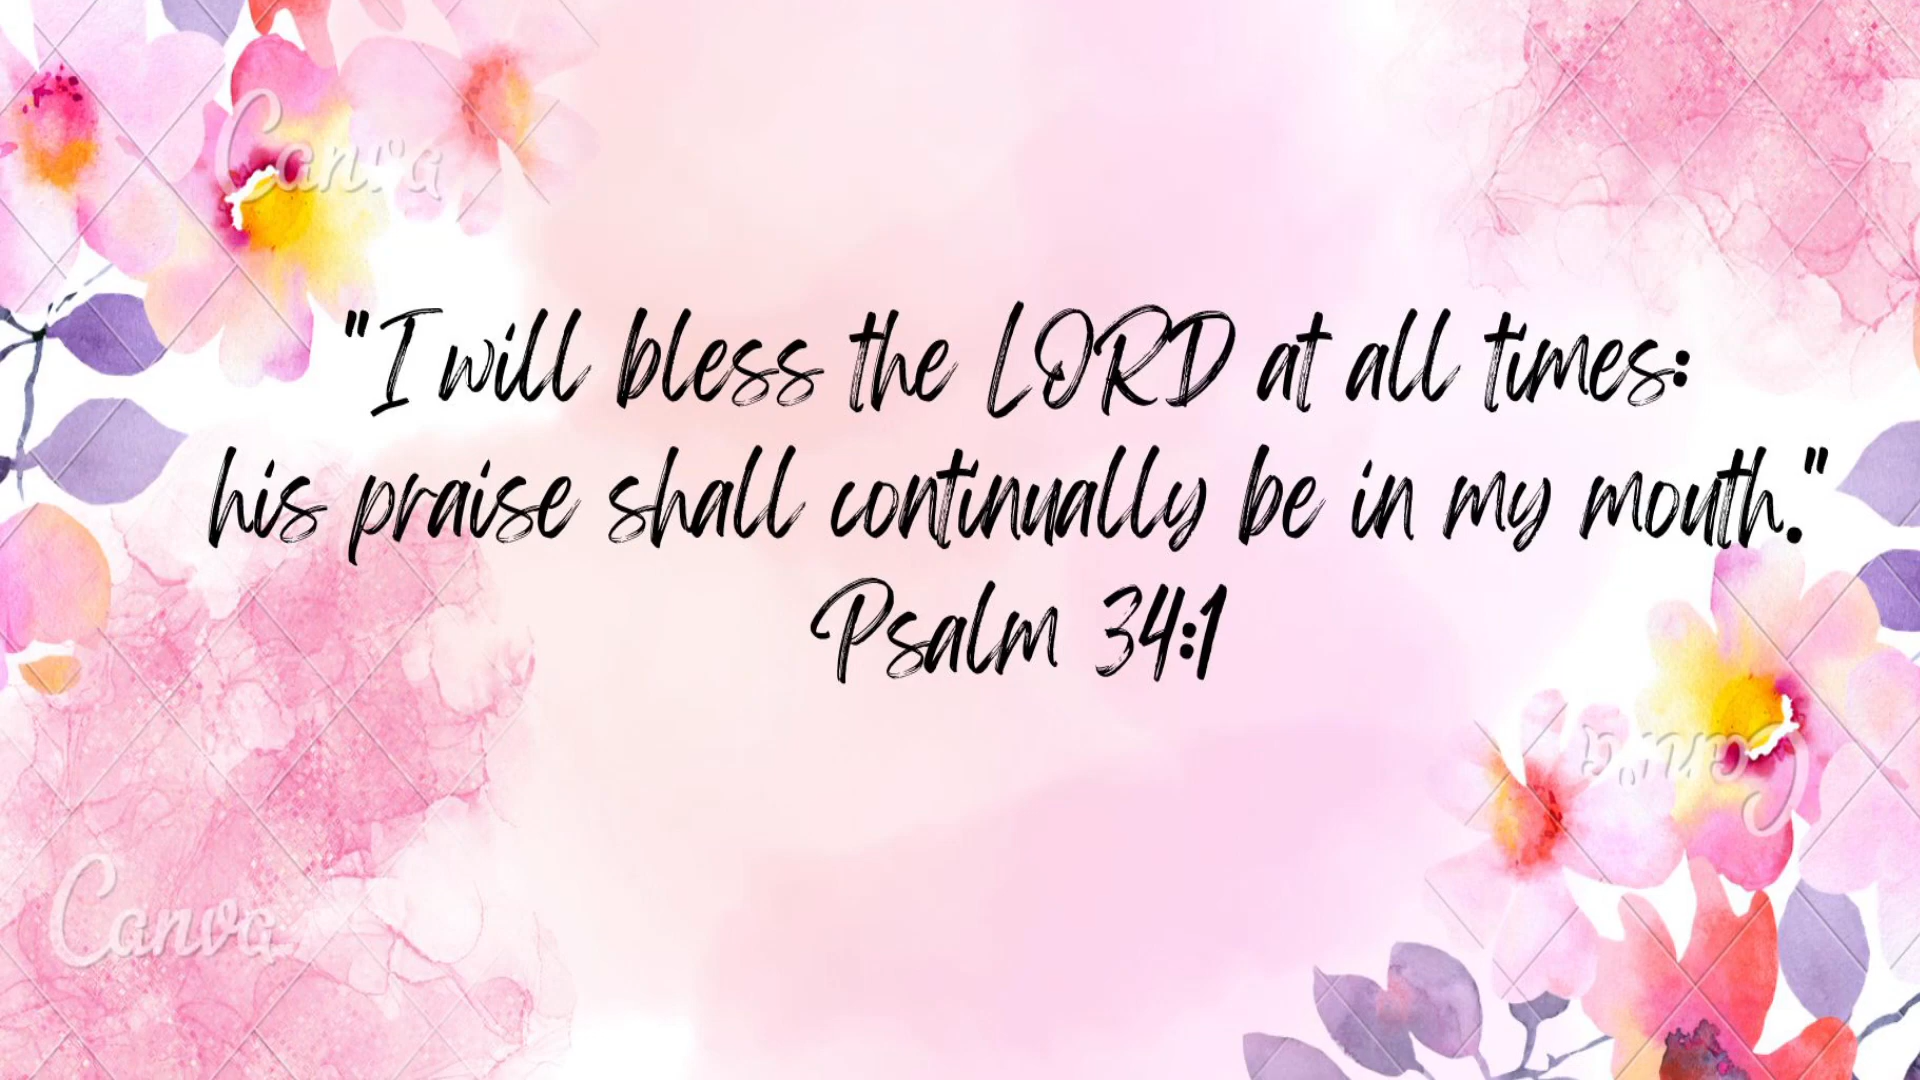 Canva
"I will bless the LORD at all times:
his praise shall continually be in my mouth."
Psalm 34:1
Canva
Canva